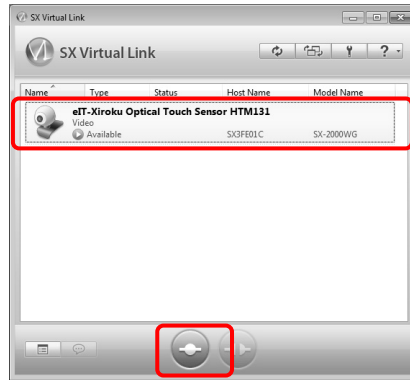 SX Virtual Link
SX Virtual Link
?
Name Type Status Host Name Model Name
eIT-Xiroku Optical Touch Sensor HTM131
Video
Available SX3FE01C SX-2000WG